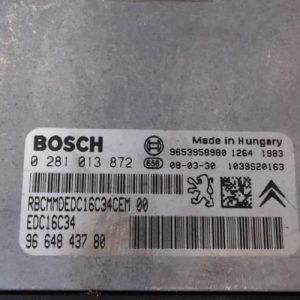 BOSCH
Made in Hungary
9653958980 1264 1983
0 281 013 872 656 08-03-30 1039S20163
RBCMMDEDC16C34CEM 00
EDC16C34
96 648 437 80